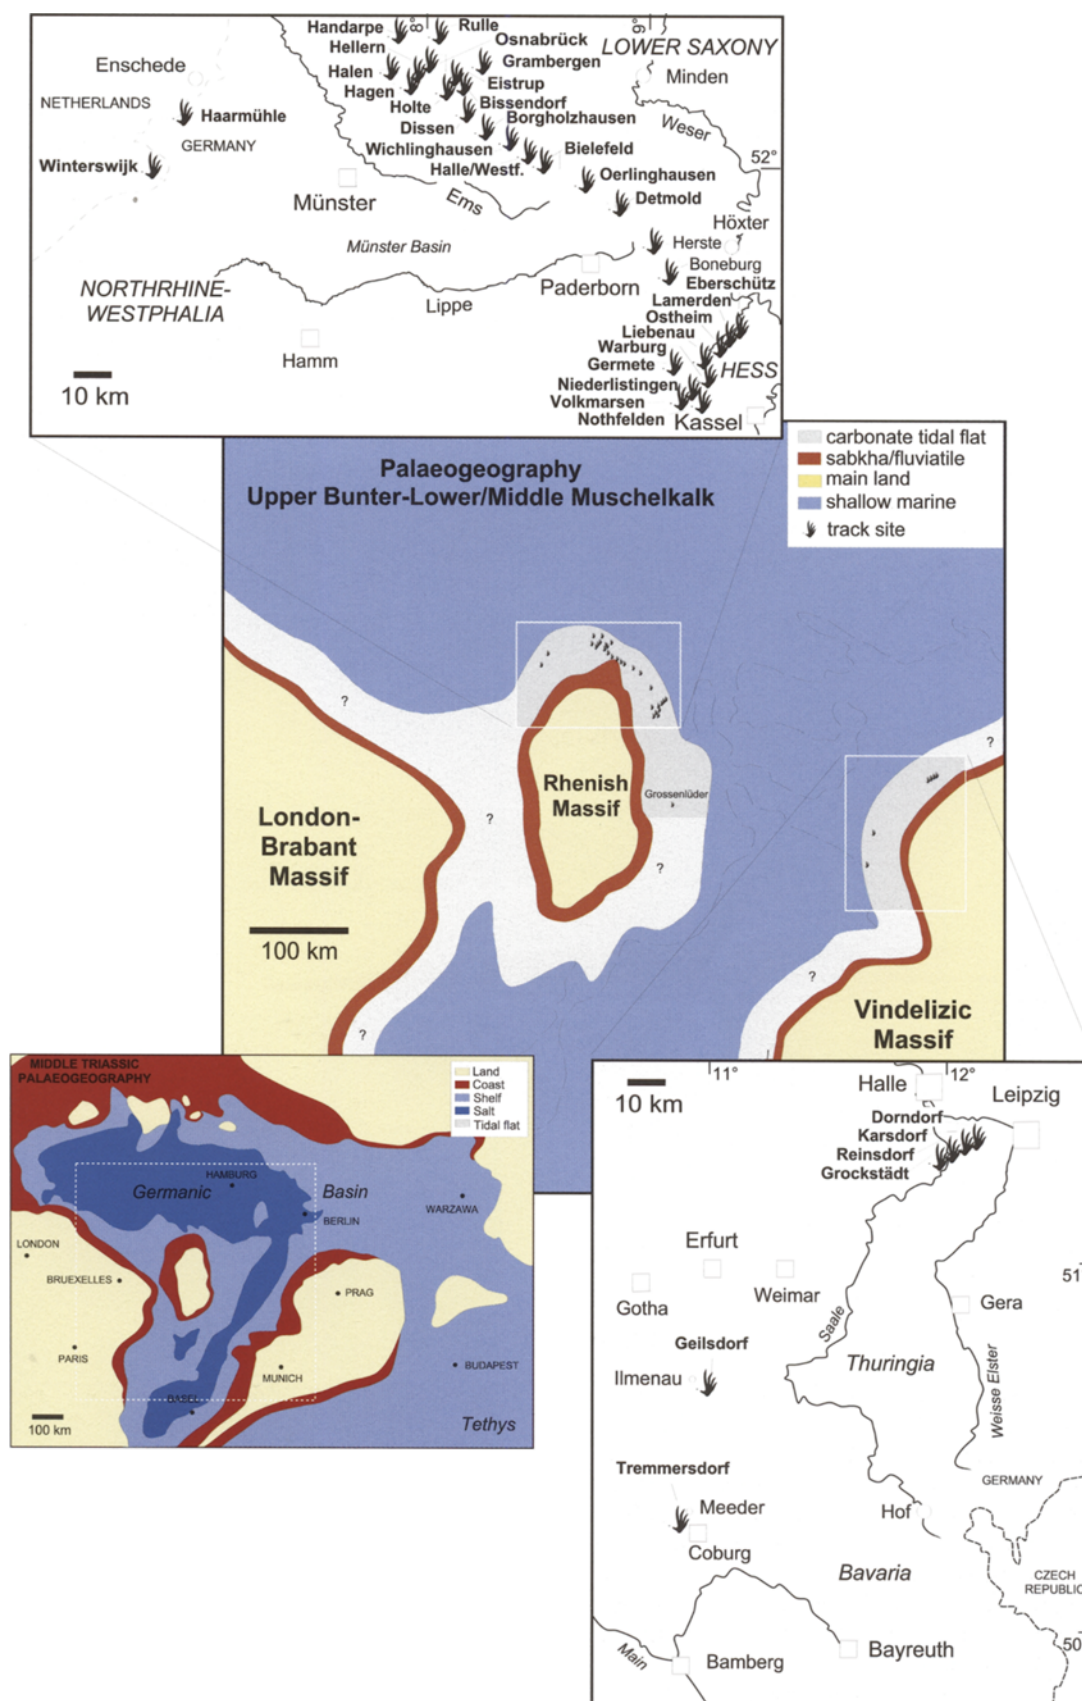 Handarpe
8°
Rulle
9°
Hellern
Osnabrück
LOWER SAXONY
Enschede
Halen
Grambergen
Minden
NETHERLANDS
Hagen
Eistrup
Haarmühle
Holte
Bissendorf
Weser
GERMANY
Dissen
Borgholzhausen
Wichlinghausen
Bielefeld
52°
Winterswijk
Halle/Westf.
Oerlinghausen
Münster
Ems
Detmold
Höxter
Münster Basin
Herste
Boneburg
NORTHRHINE-
WESTPHALIA
Lippe
Paderborn
Eberschütz
Lamerden
Ostheim
Liebenau
Hamm
Warburg
Germete
HESS
10 km
Niederlistingen
Volkmarsen
Nothfelden
Kassel
Palaeogeography
Upper Bunter-Lower/Middle Muschelkalk
carbonate tidal flat
sabkha/fluviatile
main land
shallow marine
track site
?
?
Rhenish
Massif
Grossenlüder
London-
Brabant
Massif
?
?
100 km
?
?
Vindelizic
Massif
MIDDLE TRIASSIC
PALAEOGEOGRAPHY
Land
Coast
Shelf
Salt
Tidal flat
HAMBURG
Germanic
Basin
BERLIN
WARZAWA
LONDON
BRUEXELLES
PRAG
PARIS
MUNICH
BUDAPEST
BASEL
100 km
Tethys
10 km
11°
Halle
12°
Leipzig
Dorndorf
Karsdorf
Reinsdorf
Grockstädt
Erfurt
51°
Gotha
Weimar
Gera
Saale
Geilsdorf
Ilmenau
Thuringia
Weisse Elster
Tremmersdorf
GERMANY
Meeder
Hof
Coburg
Bavaria
CZECH
REPUBLIC
50°
Main
Bamberg
Bayreuth